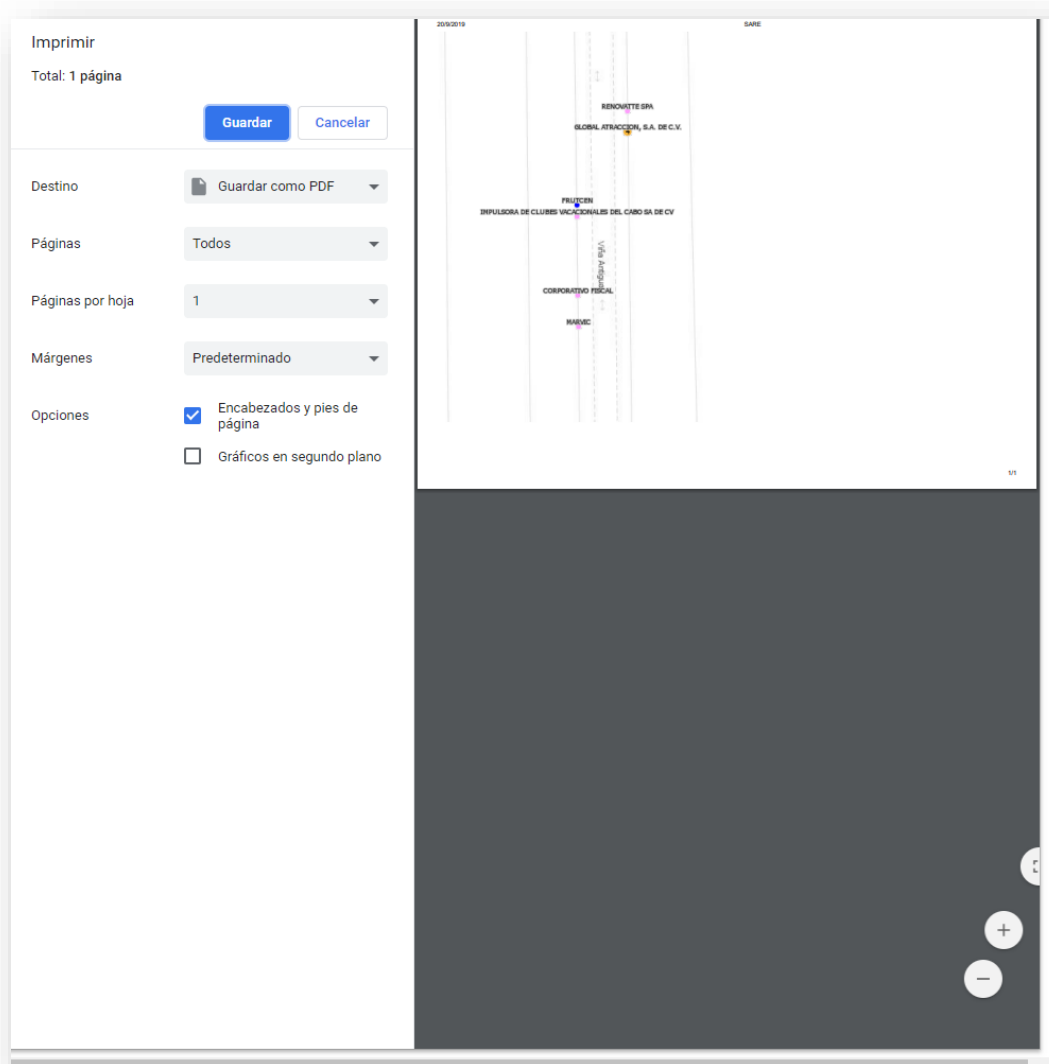 Imprimir
Total: 1 página
Guardar
Cancelar
Destino
Guardar como PDF
Páginas
Todos
Páginas por hoja
1
Márgenes
Predeterminado
Opciones
Encabezados y pies de
página
Gráficos en segundo plano
20/9/2019
SARE
RENOVATTE SPA
GLOBAL ATRACCION, S.A. DE C.V.
FRUTCEN
IMPULSORA DE CLUBES VACACIONALES DEL CABO SA DE CV
Viña Antigua
CORPORATIVO FISCAL
MARVIC
1/1